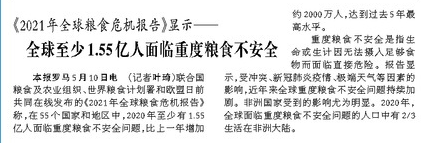 《2021年全球粮食危机报告》显示——
全球至少1.55亿人面临重度粮食不安全
本报罗马5月10日电 （记者叶琦）联合国
粮食及农业组织、世界粮食计划署和欧盟日前
共同在线发布的《2021年全球粮食危机报告》
称，在55个国家和地区中，2020年至少有1.55
亿人面临重度粮食不安全问题，比上一年增加
约2000万人，达到过去5年最
高水平。
重度粮食不安全是指生
命或生计因无法摄入足够食
物而面临直接危险。报告显
示，受冲突、新冠肺炎疫情、极端天气等因素的
影响，近年来全球重度粮食不安全问题持续加
剧。非洲国家受到的影响尤为明显。2020年，
全球面临重度粮食不安全问题的人口中有2/3
生活在非洲大陆。